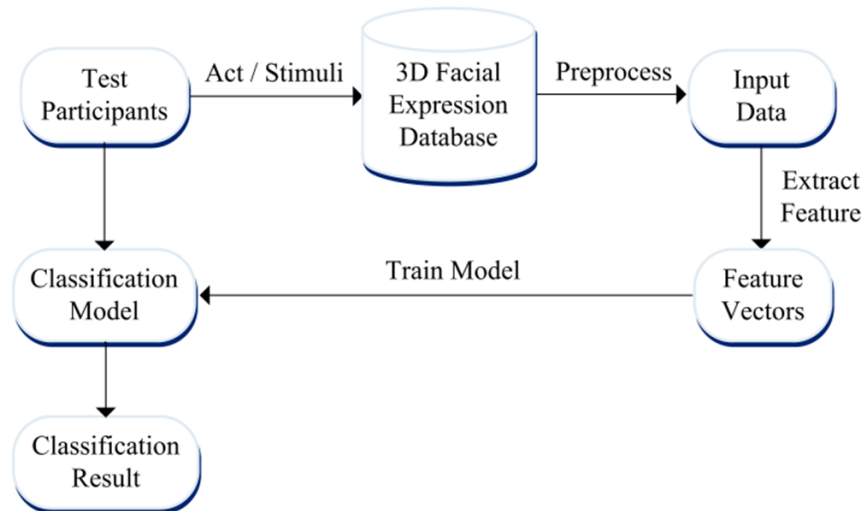 Test
Participants
Act / Stimuli
3D Facial
Expression
Database
Preprocess
Input
Data
Extract
Feature
Classification
Model
Train Model
Feature
Vectors
Classification
Result